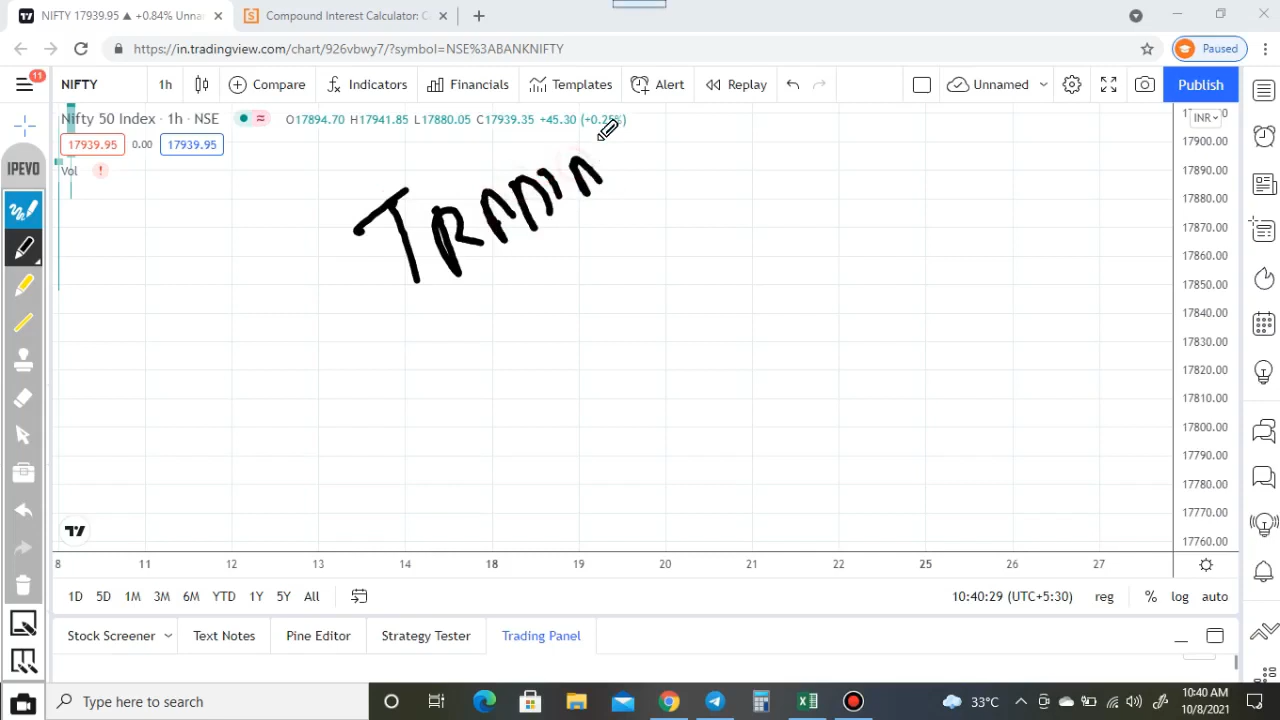 NIFTY 17939.95 ▲ +0.84% Unna
Compound Interest Calculator: C
https://in.tradingview.com/chart/926vbwy7/?symbol=NSE%3ABANKNIFTY
Paused
11
NIFTY 1h Compare Indicators Financials Templates Alert Replay Unnamed Publish
Nifty 50 Index · 1h · NSE O17894.70 H17941.85 L17880.05 C17939.35 +45.30 (+0.25%)
INR
17939.95 0.00 17939.95
Vol
IPEVO
TRADIN
17900.00
17890.00
17880.00
17870.00
17860.00
17850.00
17840.00
17830.00
17820.00
17810.00
17800.00
17790.00
17780.00
17770.00
17760.00
8 11 12 13 14 18 19 20 21 22 25 26 27
1D 5D 1M 3M 6M YTD 1Y 5Y All 10:40:29 (UTC+5:30) reg % log auto
Stock Screener Text Notes Pine Editor Strategy Tester Trading Panel
Type here to search
33°C
10:40 AM
10/8/2021